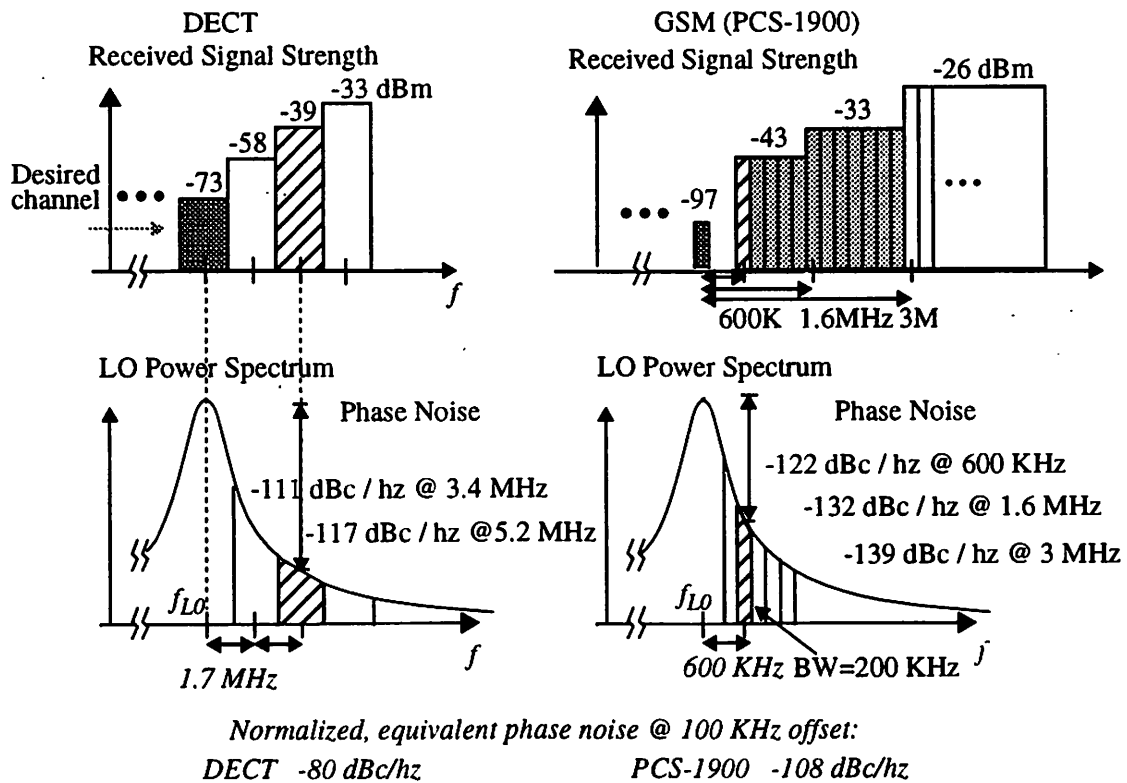 DECT
Received Signal Strength
-33 dBm
-39
-58
-73
Desired
channel
f
GSM (PCS-1900)
Received Signal Strength
-26 dBm
-33
-43
-97
600K 1.6MHz 3M
LO Power Spectrum
Phase Noise
-111 dBc / hz @ 3.4 MHz
-117 dBc / hz @5.2 MHz
fLO
f
1.7 MHz
LO Power Spectrum
Phase Noise
-122 dBc / hz @ 600 KHz
-132 dBc / hz @ 1.6 MHz
-139 dBc / hz @ 3 MHz
fLO
f
600 KHz BW=200 KHz
Normalized, equivalent phase noise @ 100 KHz offset:
DECT -80 dBc/hz PCS-1900 -108 dBc/hz